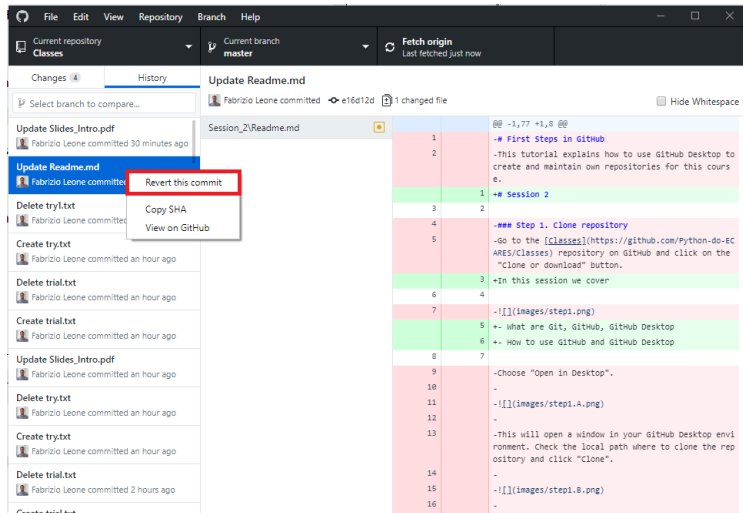 File Edit View Repository Branch Help
Current repository
Classes
Current branch
master
Fetch origin
Last fetched just now
Changes 4 History
Select branch to compare...
Update Slides_Intro.pdf
Fabrizio Leone committed 30 minutes ago
Update Readme.md
Fabrizio Leone committed
Delete try1.txt
Fabrizio Leone committed
Create try.txt
Fabrizio Leone committed an hour ago
Delete trial.txt
Fabrizio Leone committed an hour ago
Create trial.txt
Fabrizio Leone committed an hour ago
Update Slides_Intro.pdf
Fabrizio Leone committed an hour ago
Delete try.txt
Fabrizio Leone committed an hour ago
Create try.txt
Fabrizio Leone committed an hour ago
Delete trial.txt
Fabrizio Leone committed 2 hours ago
Create trial.txt
Revert this commit
Copy SHA
View on GitHub
Update Readme.md
Fabrizio Leone committed e16d12d 1 changed file
Hide Whitespace
Session_2\Readme.md
@@ -1,77 +1,8 @@
1 -# First Steps in GitHub
2 -This tutorial explains how to use GitHub Desktop to
create and maintain own repositories for this cours
e.
1 +# Session 2
3 2
4 -### Step 1. Clone repository
5 -Go to the [Classes](https://github.com/Python-do-EC
ARES/Classes) repository on GitHub and click on the
"Clone or download" button.
3 +In this session we cover
6 4
7 -![](images/step1.png)
5 +- What are Git, GitHub, GitHub Desktop
6 +- How to use GitHub and GitHub Desktop
8 7
9 -Choose "Open in Desktop".
10 -
11 -![](images/step1.A.png)
12 -
13 -This will open a window in your GitHub Desktop envi
ronment. Check the local path where to clone the rep
ository and click "Clone".
14 -
15 -![](images/step1.B.png)
16 -